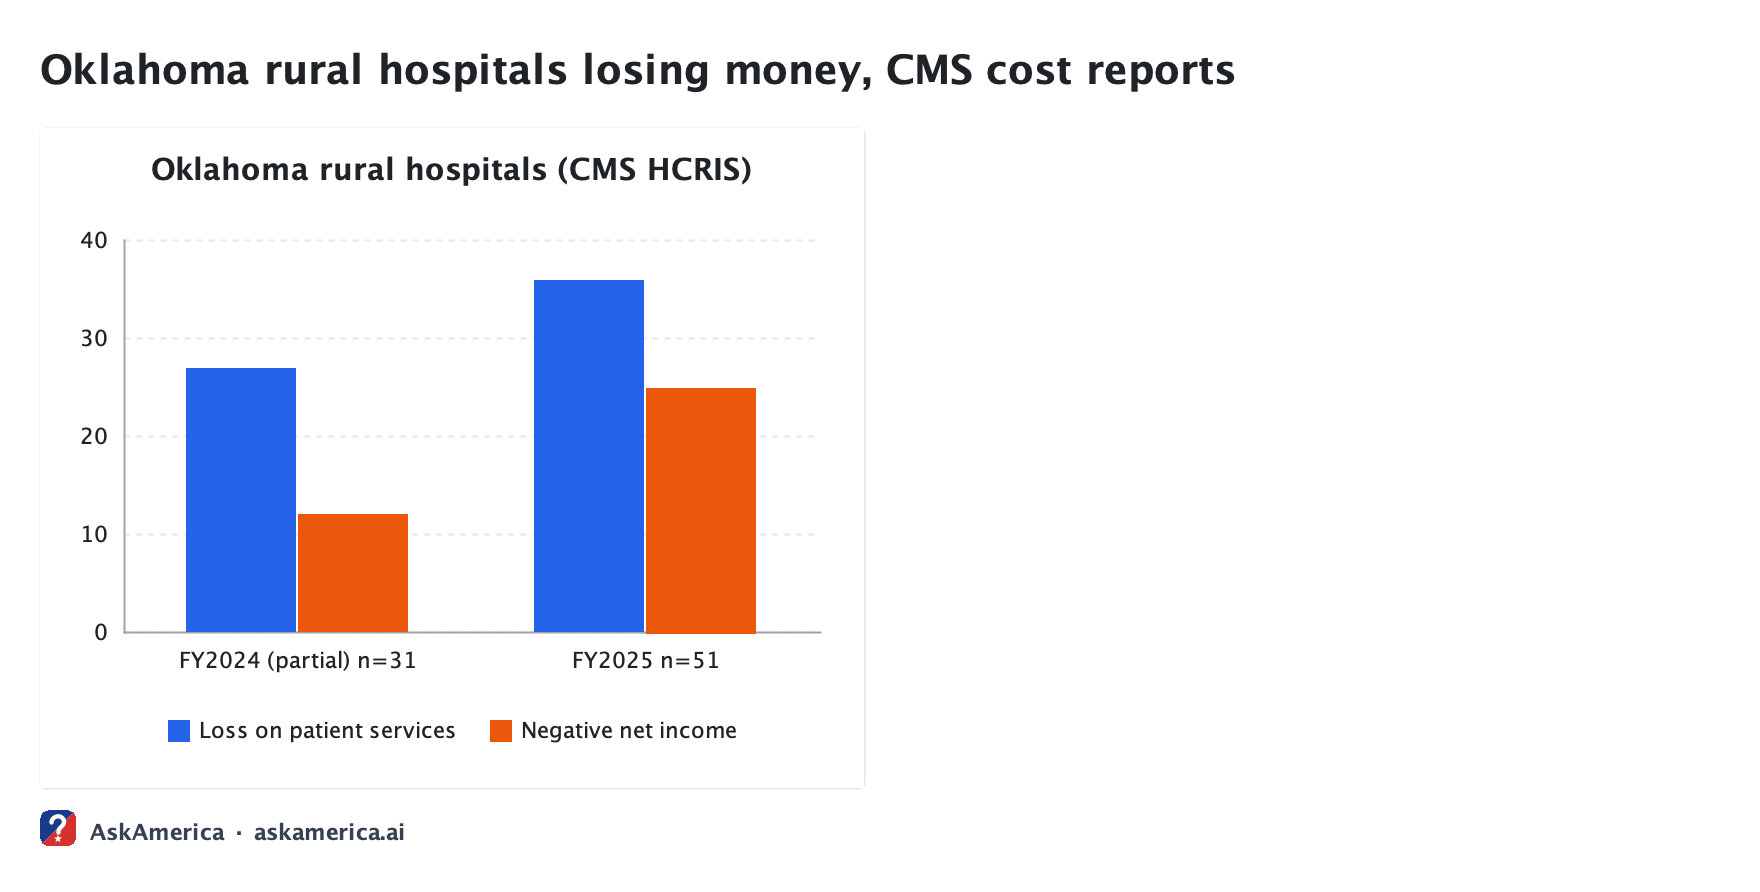 Oklahoma rural hospitals losing money, CMS cost reports
Oklahoma rural hospitals (CMS HCRIS)
40
30
20
10
0
FY2024 (partial) n=31 FY2025 n=51
Loss on patient services Negative net income
AskAmerica · askamerica.ai